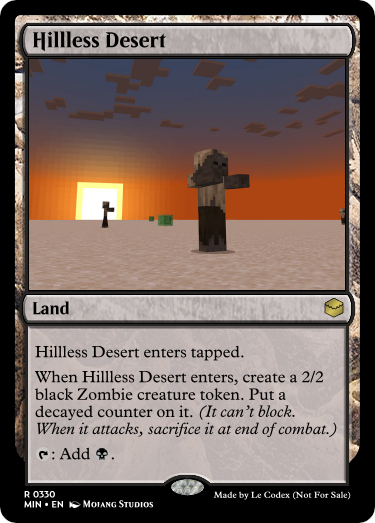 Hillless Desert
Land
Hillless Desert enters tapped.
When Hillless Desert enters, create a 2/2
black Zombie creature token. Put a
decayed counter on it. (It can't block.
When it attacks, sacrifice it at end of combat.)
: Add .
R 0330
MIN • EN Mojang Studios
Made by Le Codex (Not For Sale)